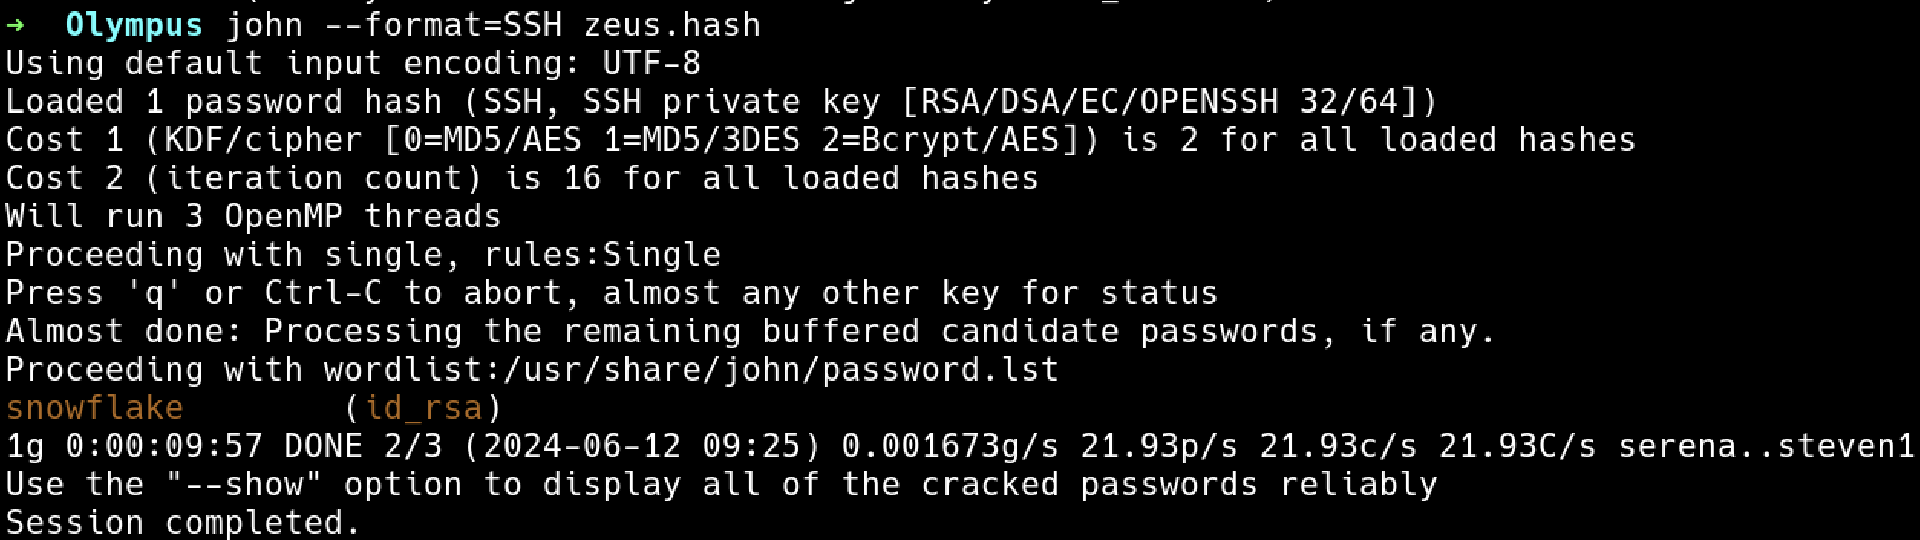 → Olympus john --format=SSH zeus.hash
Using default input encoding: UTF-8
Loaded 1 password hash (SSH, SSH private key [RSA/DSA/EC/OPENSSH 32/64])
Cost 1 (KDF/cipher [0=MD5/AES 1=MD5/3DES 2=Bcrypt/AES]) is 2 for all loaded hashes
Cost 2 (iteration count) is 16 for all loaded hashes
Will run 3 OpenMP threads
Proceeding with single, rules:Single
Press 'q' or Ctrl-C to abort, almost any other key for status
Almost done: Processing the remaining buffered candidate passwords, if any.
Proceeding with wordlist:/usr/share/john/password.lst
snowflake        (id_rsa)
1g 0:00:09:57 DONE 2/3 (2024-06-12 09:25) 0.001673g/s 21.93p/s 21.93c/s 21.93C/s serena..steven1
Use the "--show" option to display all of the cracked passwords reliably
Session completed.